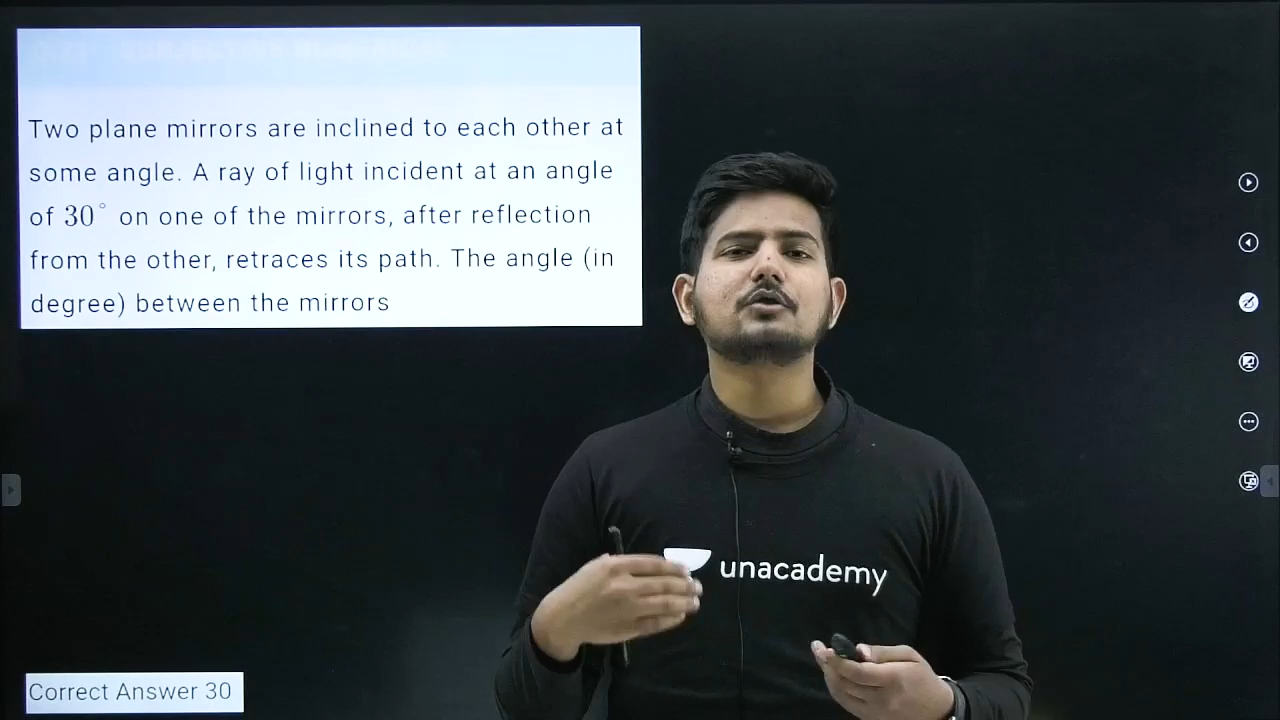 Two plane mirrors are inclined to each other at
some angle. A ray of light incident at an angle
of 30° on one of the mirrors, after reflection
from the other, retraces its path. The angle (in
degree) between the mirrors
unacademy
Correct Answer 30